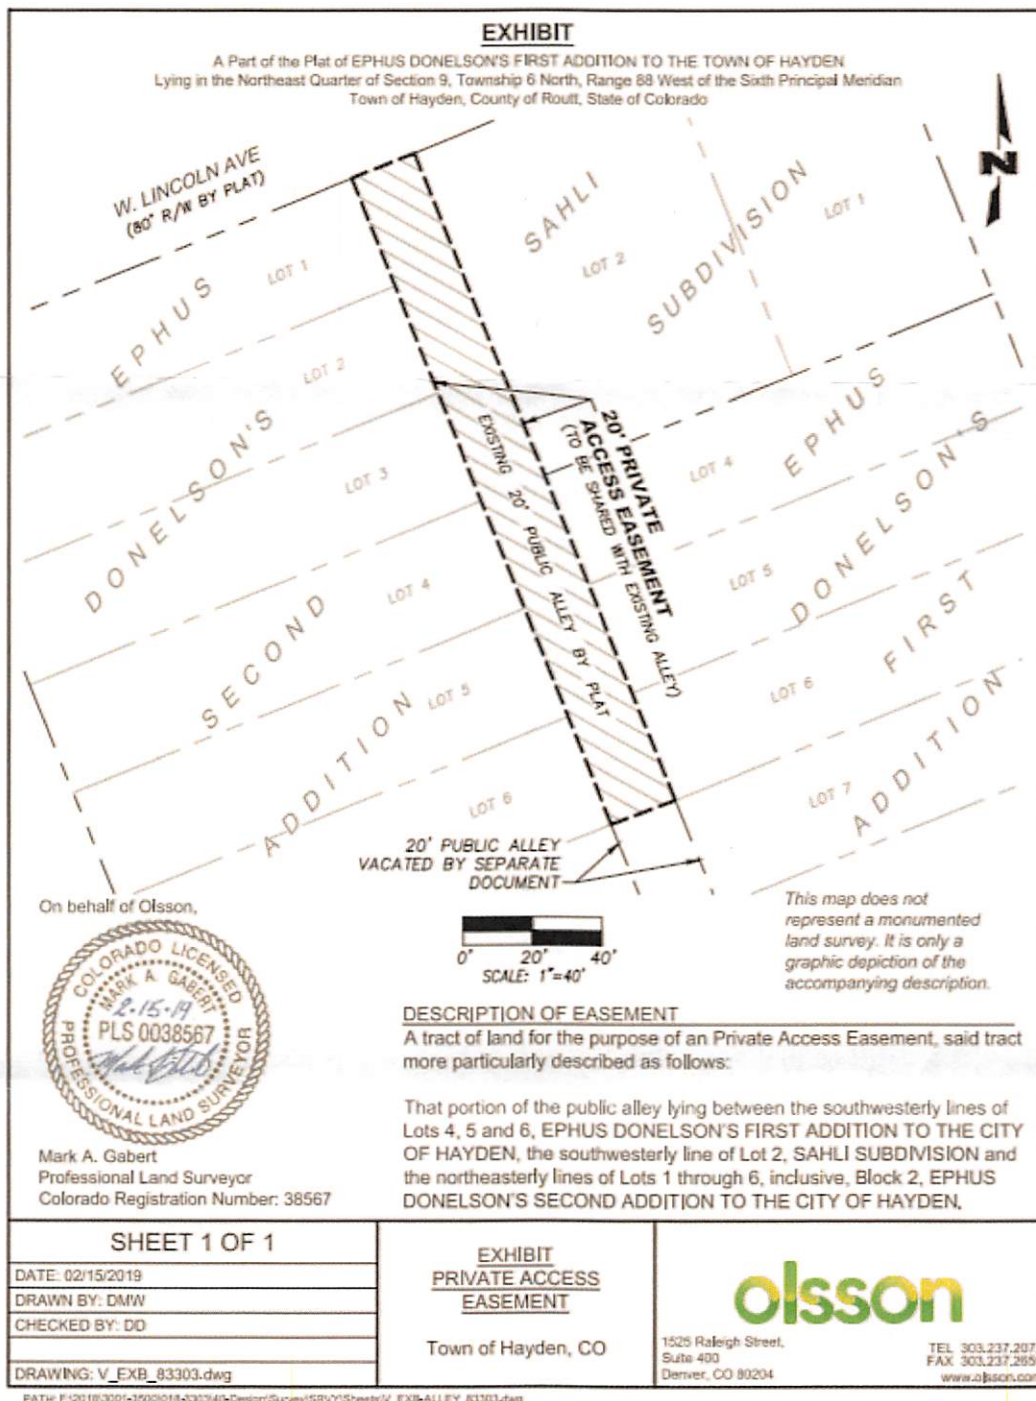 EXHIBIT
A Part of the Plat of EPHUS DONELSON'S FIRST ADDITION TO THE TOWN OF HAYDEN
Lying in the Northeast Quarter of Section 9, Township 6 North, Range 88 West of the Sixth Principal Meridian
Town of Hayden, County of Routt, State of Colorado
N
W. LINCOLN AVE
(80' R/W BY PLAT)
SAHLI
SUBDIVISION
LOT 1
LOT 2
EPHUS
DONELSON'S
SECOND
ADDITION
LOT 1
LOT 2
LOT 3
LOT 4
LOT 5
LOT 6
EXISTING 20' PUBLIC ALLEY BY PLAT
20' PRIVATE
ACCESS EASEMENT
(TO BE SHARED WITH EXISTING ALLEY)
EPHUS
DONELSON'S
FIRST
ADDITION
LOT 4
LOT 5
LOT 6
LOT 7
20' PUBLIC ALLEY
VACATED BY SEPARATE
DOCUMENT
On behalf of Olsson,
COLORADO LICENSED
MARK A. GABERT
2-15-19
PLS 0038567
PROFESSIONAL LAND SURVEYOR
Mark A. Gabert
Professional Land Surveyor
Colorado Registration Number: 38567
0' 20' 40'
SCALE: 1"=40'
This map does not
represent a monumented
land survey. It is only a
graphic depiction of the
accompanying description.
DESCRIPTION OF EASEMENT
A tract of land for the purpose of an Private Access Easement, said tract
more particularly described as follows:
That portion of the public alley lying between the southwesterly lines of
Lots 4, 5 and 6, EPHUS DONELSON'S FIRST ADDITION TO THE CITY
OF HAYDEN, the southwesterly line of Lot 2, SAHLI SUBDIVISION and
the northeasterly lines of Lots 1 through 6, inclusive, Block 2, EPHUS
DONELSON'S SECOND ADDITION TO THE CITY OF HAYDEN.
SHEET 1 OF 1
DATE: 02/15/2019
DRAWN BY: DMW
CHECKED BY: DD
DRAWING: V_EXB_83303.dwg
EXHIBIT
PRIVATE ACCESS
EASEMENT
Town of Hayden, CO
olsson
1525 Raleigh Street,
Suite 400
Denver, CO 80204
TEL 303.237.207
FAX 303.237.265
www.olsson.com